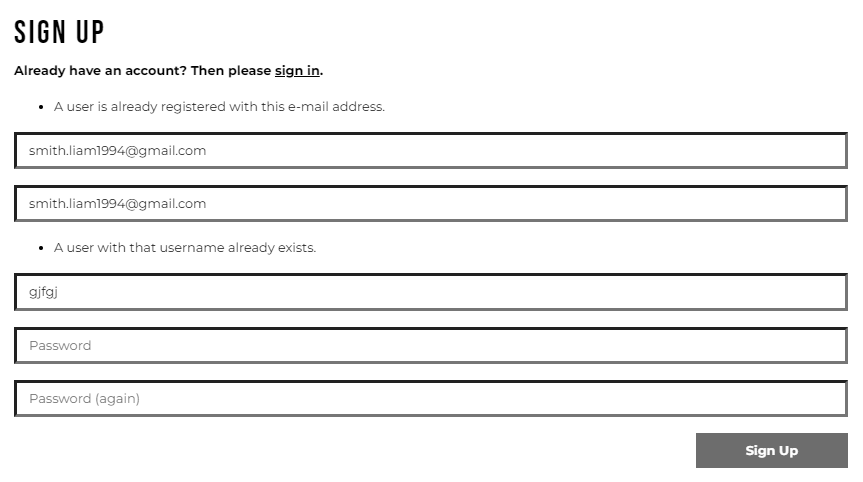 SIGN UP
Already have an account? Then please sign in.
• A user is already registered with this e-mail address.
smith.liam1994@gmail.com
smith.liam1994@gmail.com
• A user with that username already exists.
gjfgj
Password
Password (again)
Sign Up